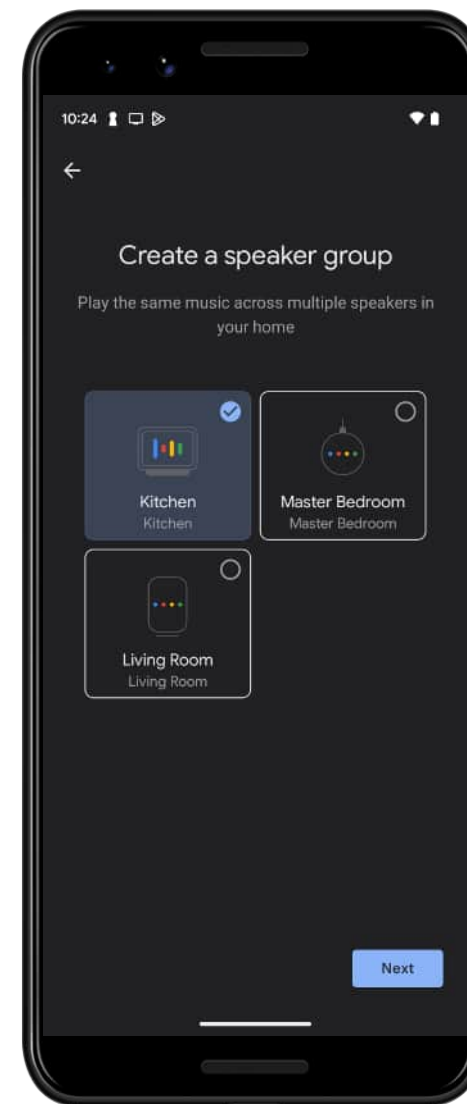 10:24
Create a speaker group
Play the same music across multiple speakers in
your home
Kitchen
Kitchen
Master Bedroom
Master Bedroom
Living Room
Living Room
Next